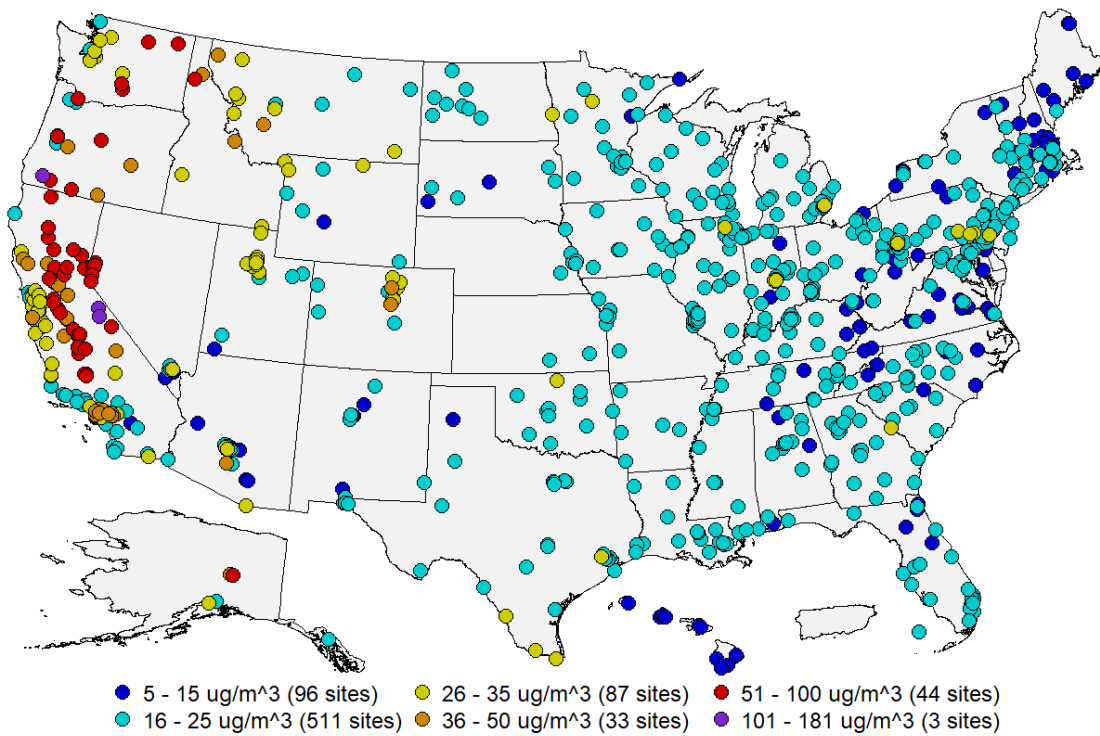 5 - 15 ug/m^3 (96 sites) 26 - 35 ug/m^3 (87 sites) 51 - 100 ug/m^3 (44 sites)
16 - 25 ug/m^3 (511 sites) 36 - 50 ug/m^3 (33 sites) 101 - 181 ug/m^3 (3 sites)